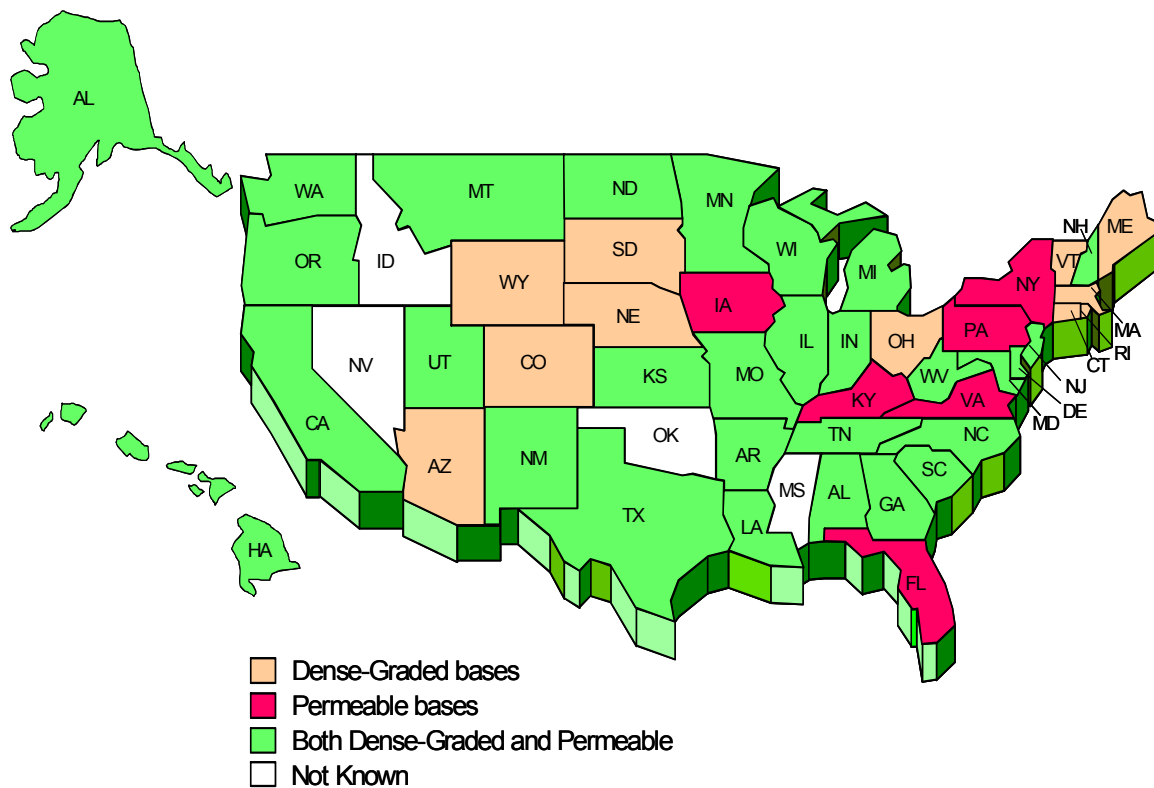 AL
WA
MT
ND
MN
NH
ME
OR
ID
SD
WI
VT
WY
MI
NY
IA
NE
MA
PA
NV
UT
CO
IL
IN
OH
RI
KS
MO
WV
CT
NJ
CA
KY
VA
DE
MD
AZ
NM
OK
AR
TN
NC
MS
SC
TX
LA
AL
GA
HA
FL
Dense-Graded bases
Permeable bases
Both Dense-Graded and Permeable
Not Known